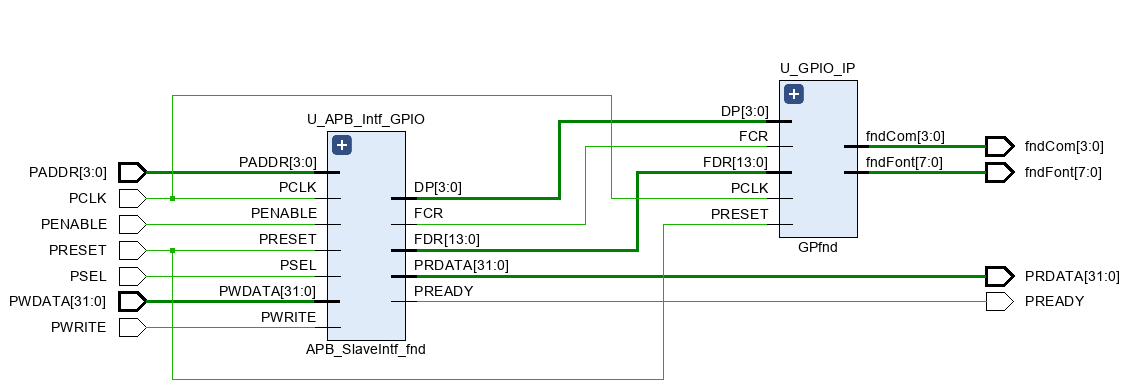 U_GPIO_IP
DP[3:0]
FCR
FDR[13:0]
PCLK
PRESET
fndCom[3:0]
fndFont[7:0]
GPfnd
fndCom[3:0]
fndFont[7:0]
U_APB_Intf_GPIO
PADDR[3:0]
PCLK
PENABLE
PRESET
PSEL
PWDATA[31:0]
PWRITE
PADDR[3:0]
PCLK
PENABLE
PRESET
PSEL
PWDATA[31:0]
PWRITE
DP[3:0]
FCR
FDR[13:0]
PRDATA[31:0]
PREADY
APB_SlaveIntf_fnd
PRDATA[31:0]
PREADY